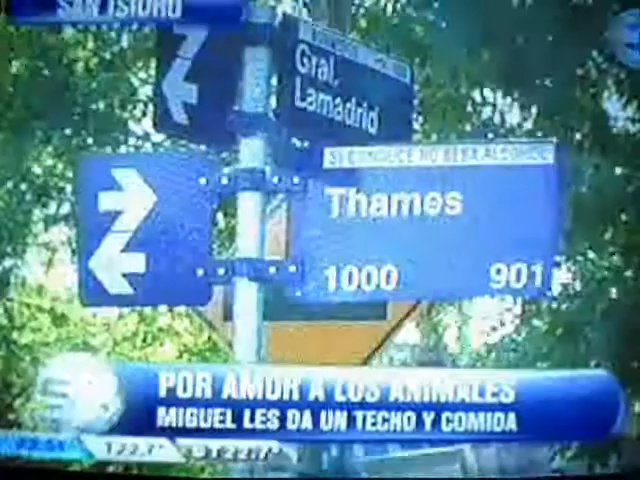 SAN ISIDRO
Gral.
Lamadrid
SI CONDUCE NO BEBA ALCOHOL
Thames
1000 901
POR AMOR A LOS ANIMALES
MIGUEL LES DA UN TECHO Y COMIDA